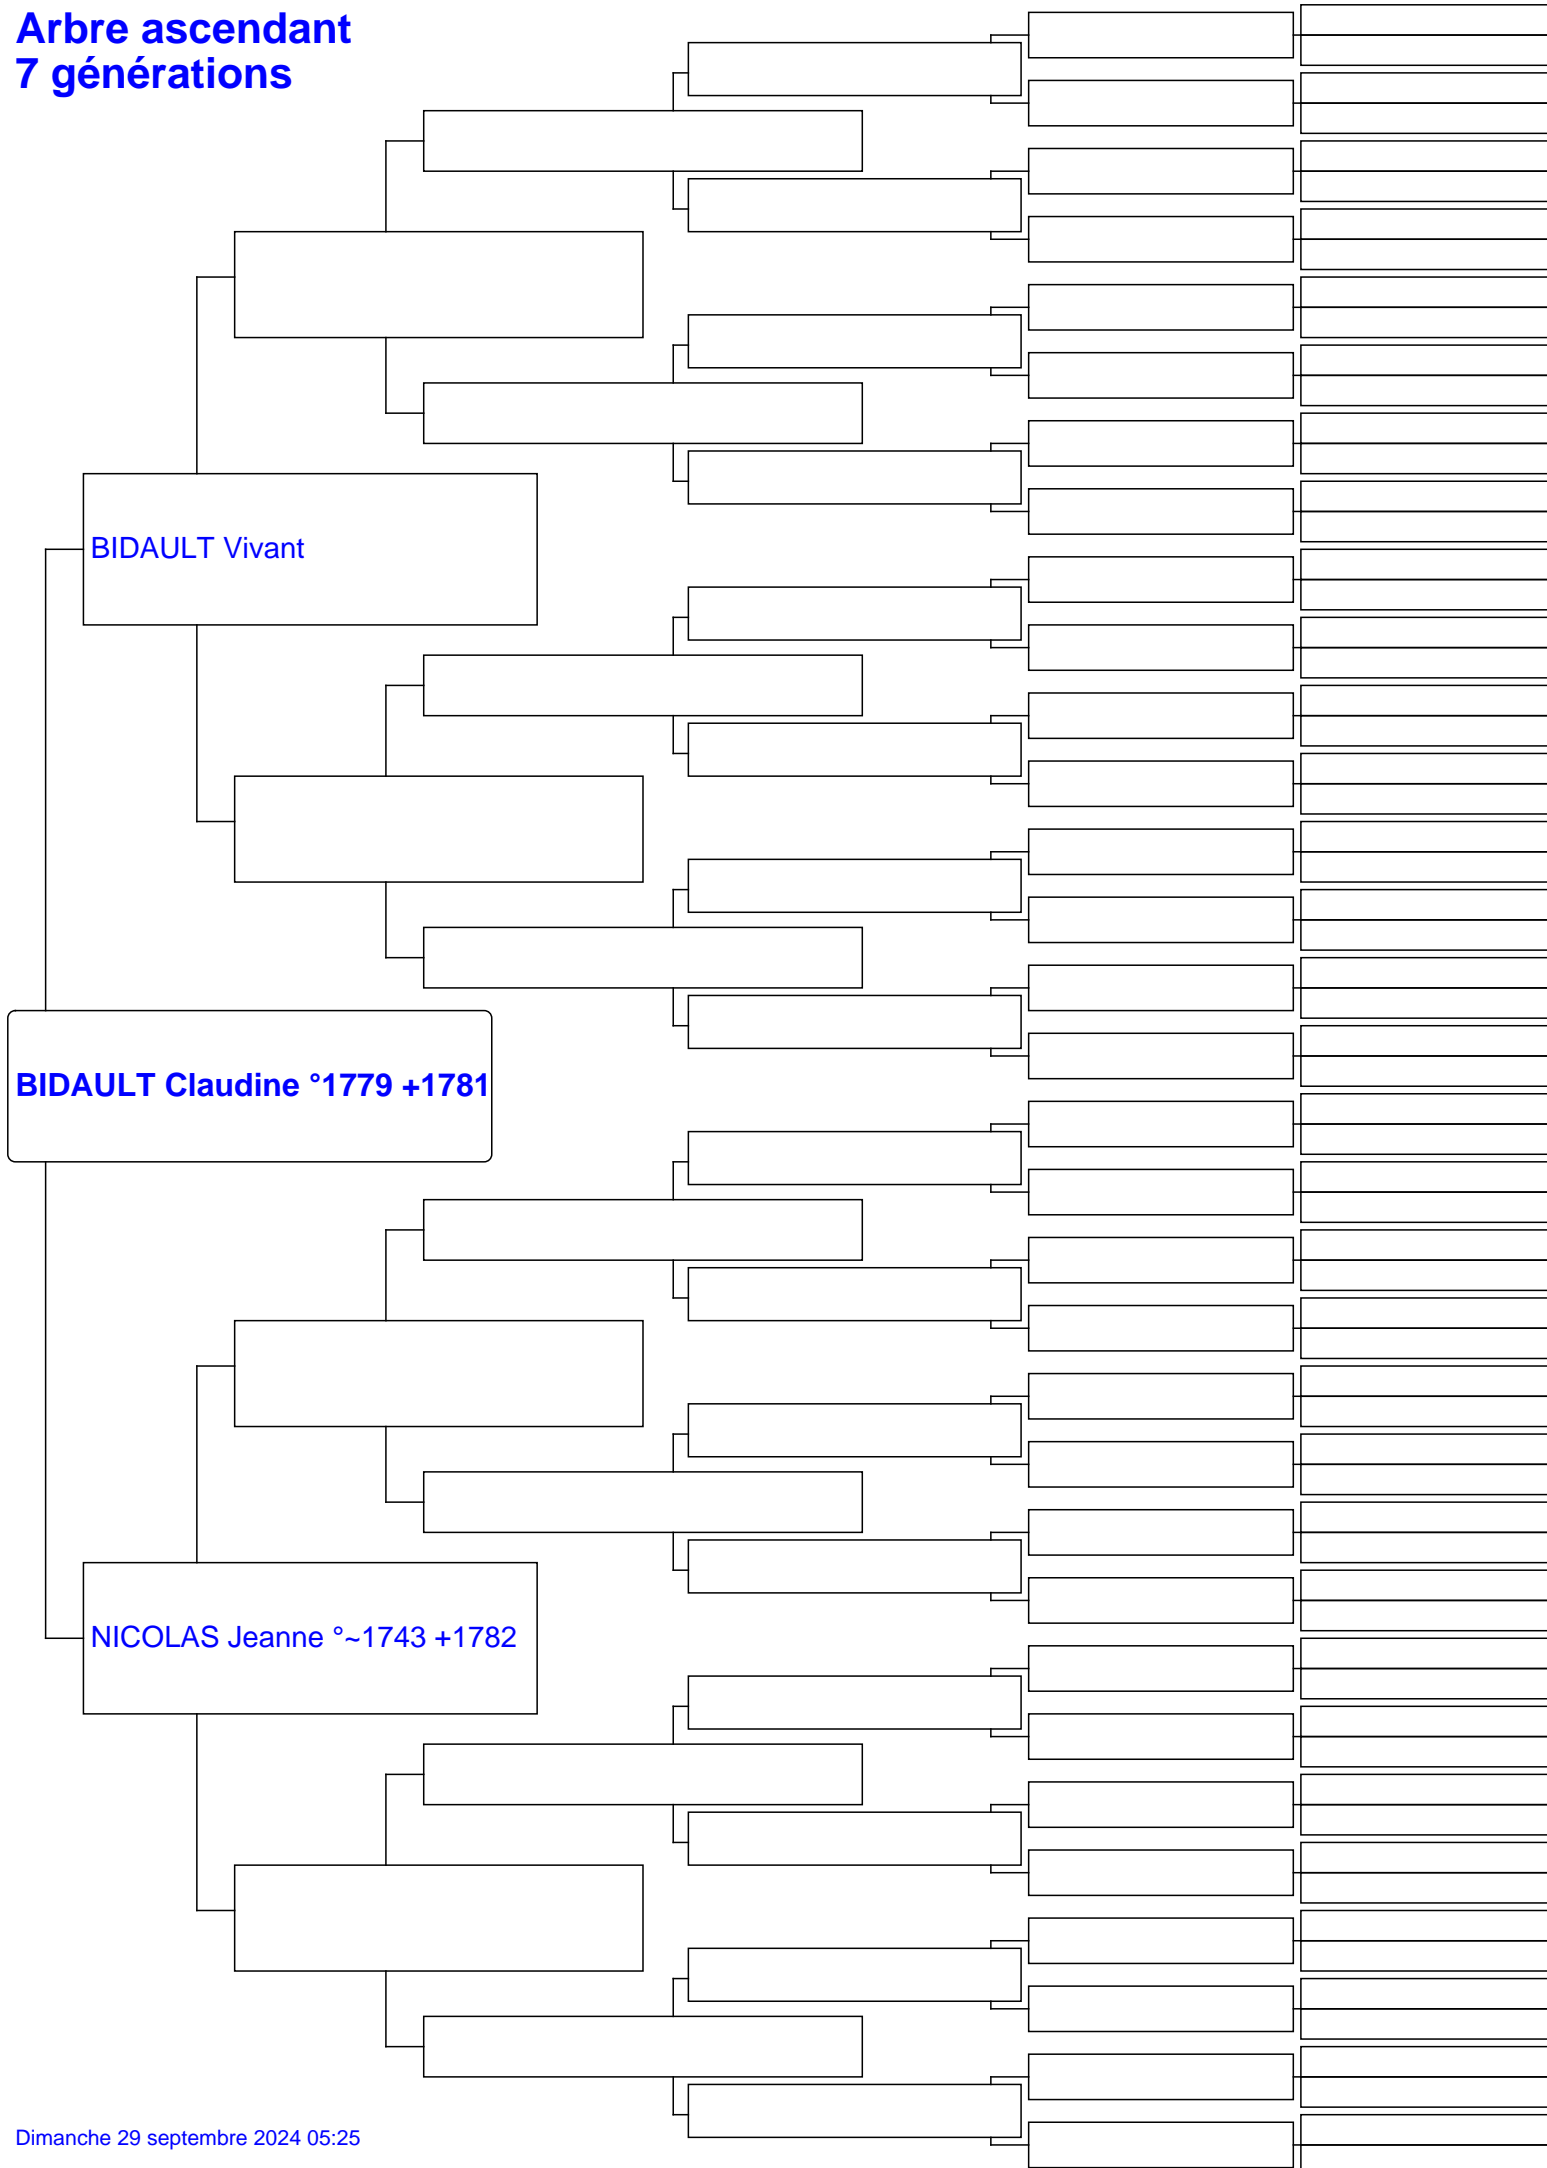 Arbre ascendant
7 générations
BIDAULT Vivant
BIDAULT Claudine °1779 +1781
NICOLAS Jeanne °~1743 +1782
Dimanche 29 septembre 2024 05:25